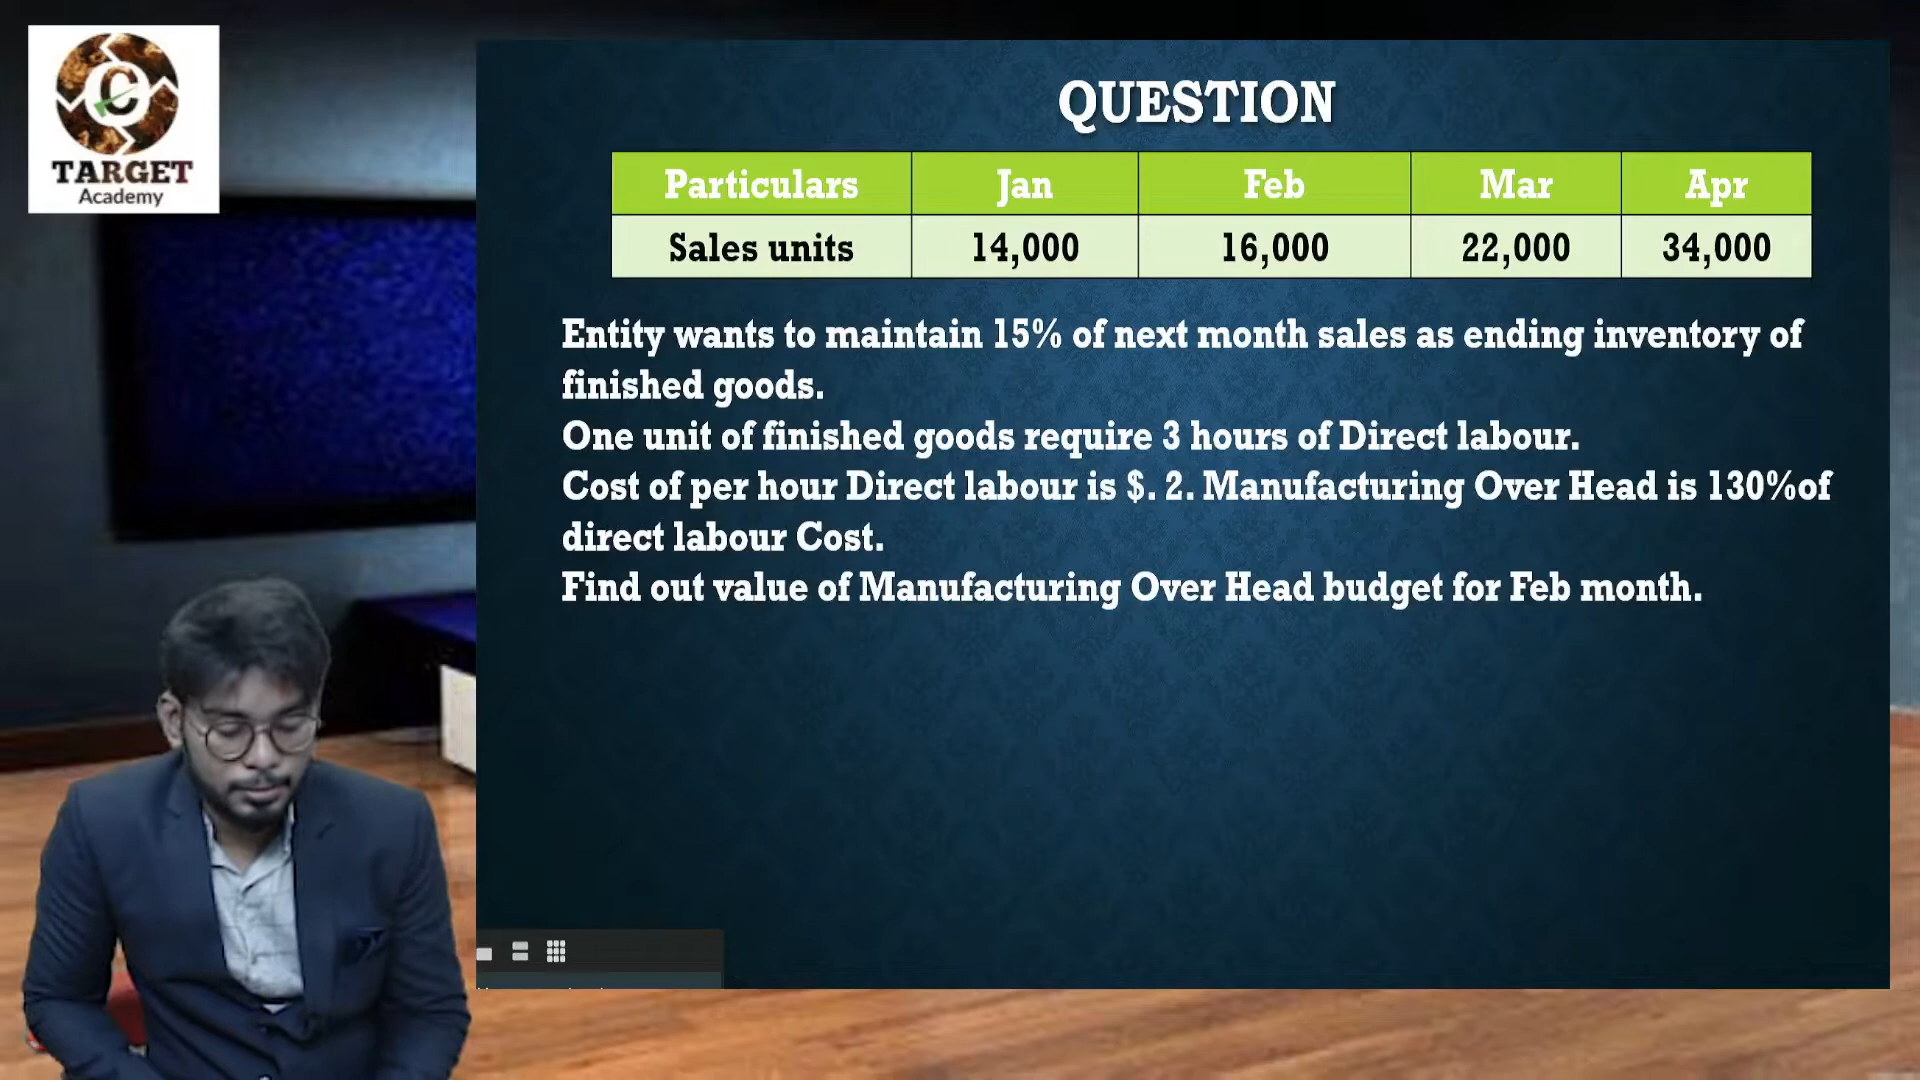 TARGET
Academy
QUESTION
Particulars Jan Feb Mar Apr
Sales units 14,000 16,000 22,000 34,000
Entity wants to maintain 15% of next month sales as ending inventory of
finished goods.
One unit of finished goods require 3 hours of Direct labour.
Cost of per hour Direct labour is $. 2. Manufacturing Over Head is 130%of
direct labour Cost.
Find out value of Manufacturing Over Head budget for Feb month.